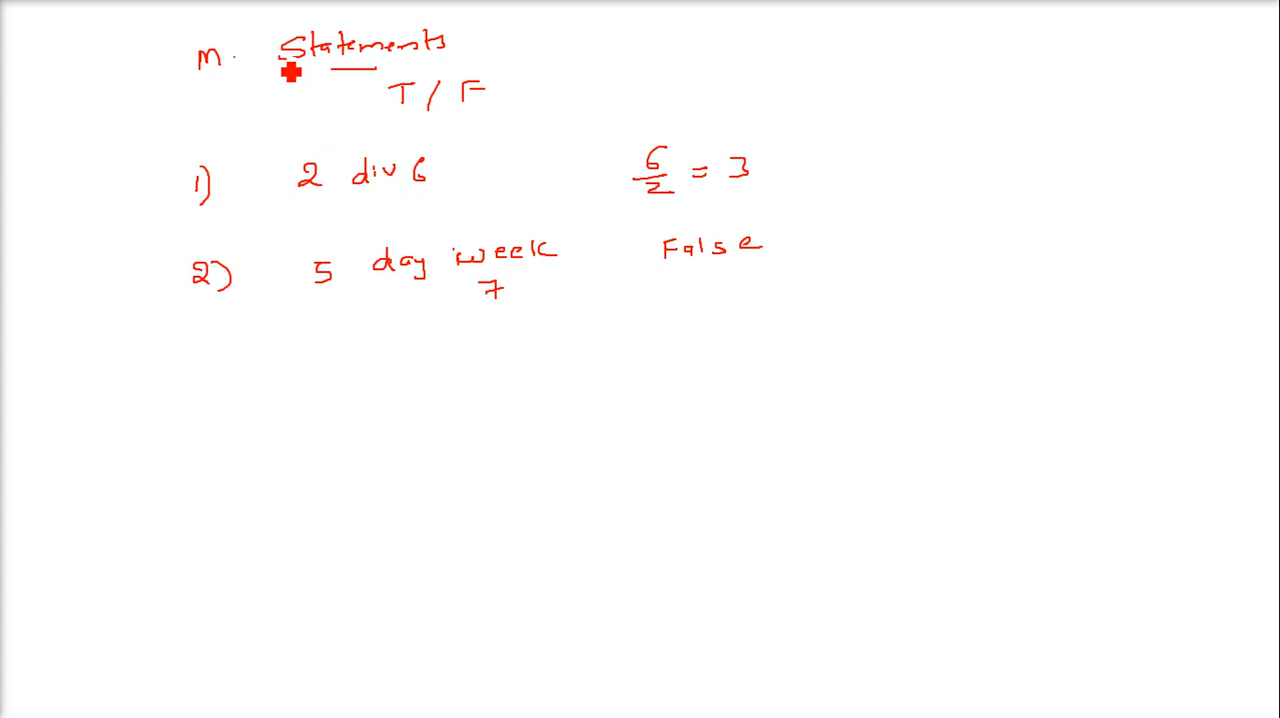 M. Statements
T / F
1) 2 div 6 6/2 = 3
2) 5 day week False
7